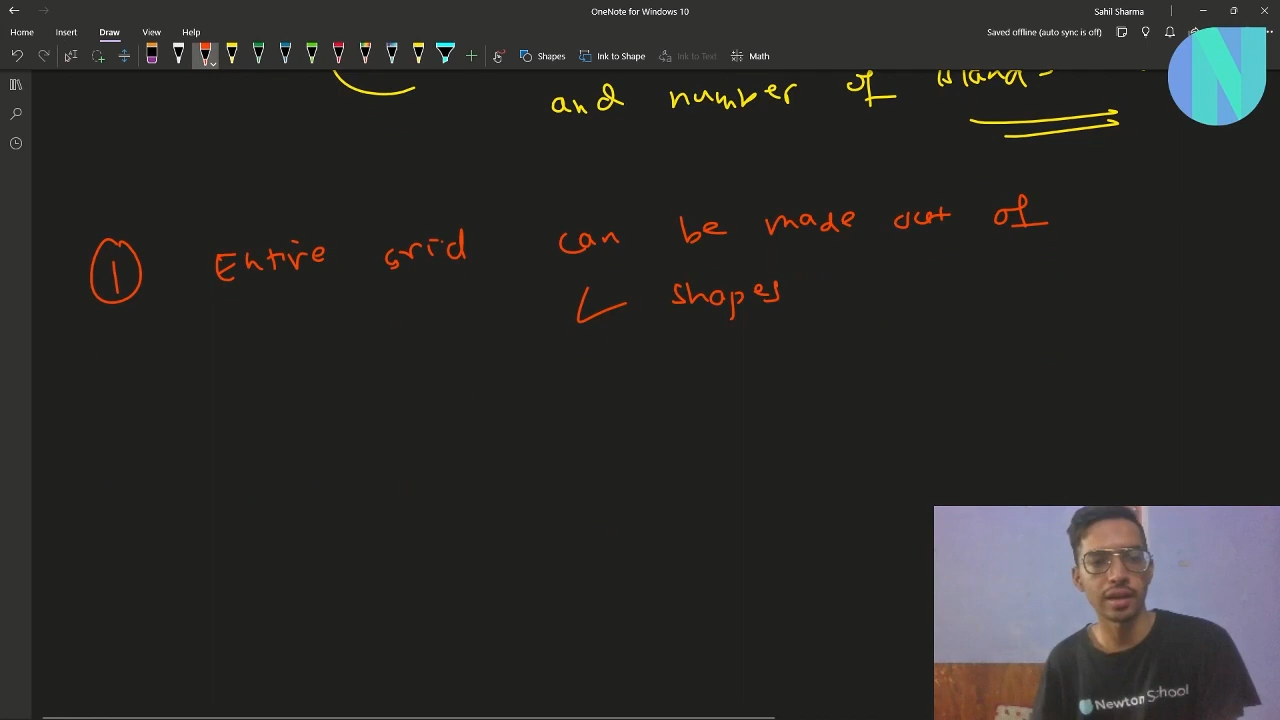 OneNote for Windows 10
Sahil Sharma
Home Insert Draw View Help
Saved offline (auto sync is off)
Shapes Ink to Shape Ink to Text Math
and number of island
1 Entire grid can be made out of
L shapes
Newton School